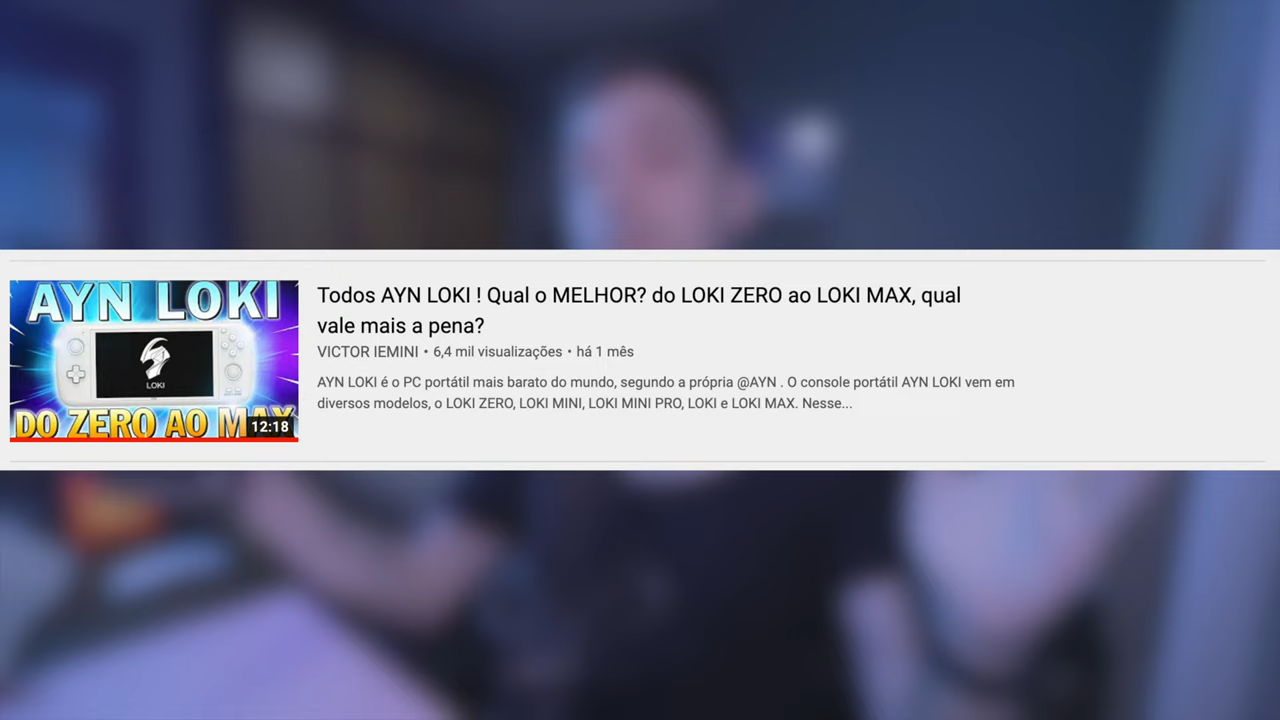 AYN LOKI
LOKI
DO ZERO AO MAX
12:18
Todos AYN LOKI ! Qual o MELHOR? do LOKI ZERO ao LOKI MAX, qual
vale mais a pena?
VICTOR IEMINI • 6,4 mil visualizações • há 1 mês
AYN LOKI é o PC portátil mais barato do mundo, segundo a própria @AYN . O console portátil AYN LOKI vem em
diversos modelos, o LOKI ZERO, LOKI MINI, LOKI MINI PRO, LOKI e LOKI MAX. Nesse...